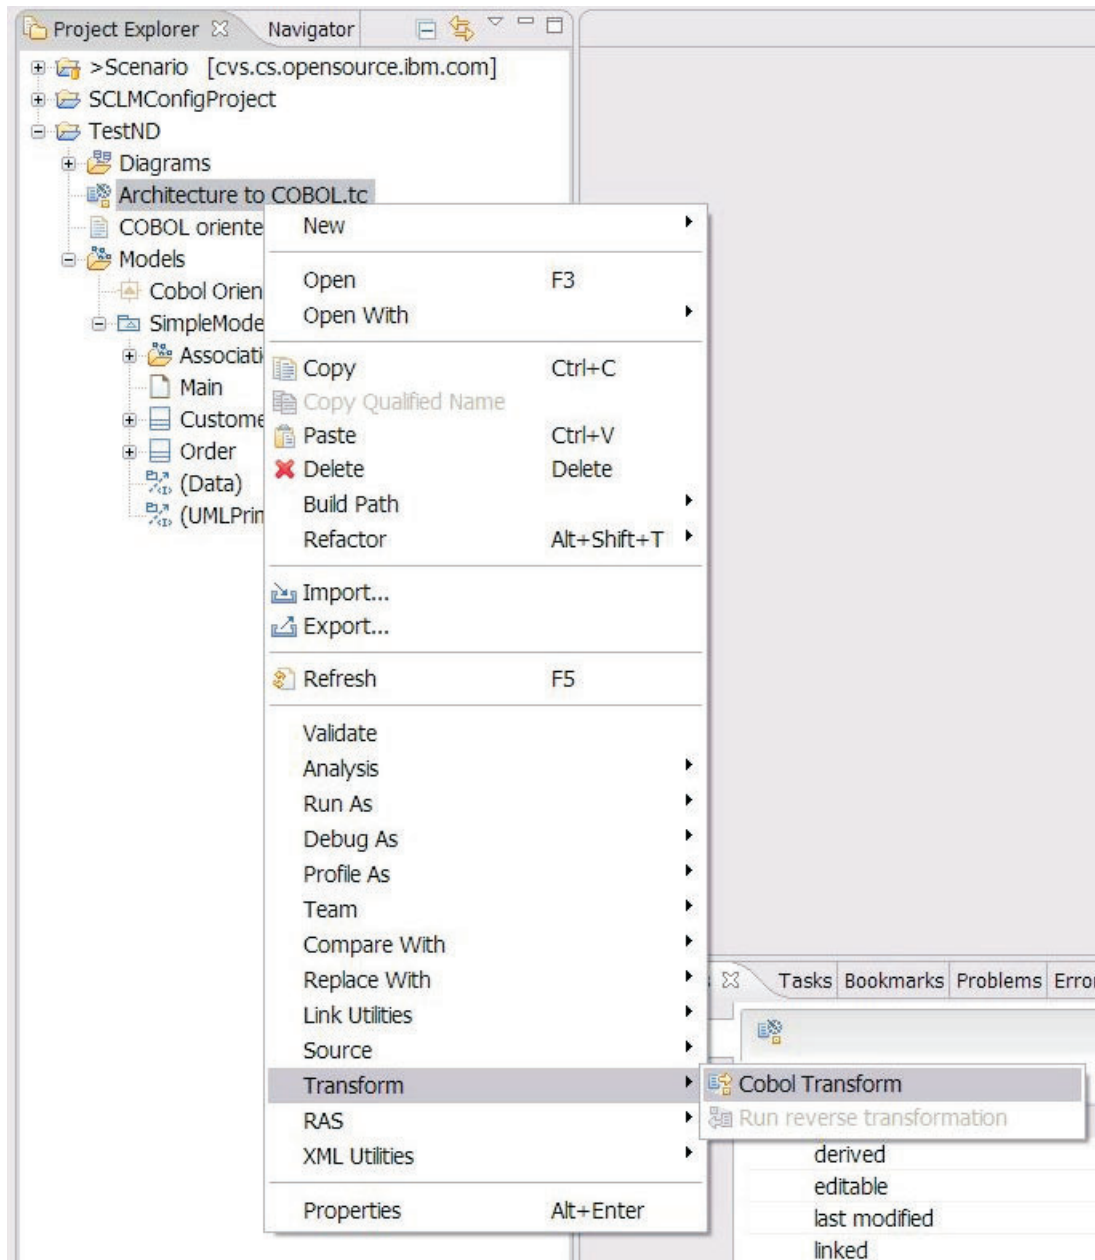 Project Explorer Navigator
>Scenario [cvs.cs.opensource.ibm.com]
SCLMConfigProject
TestND
Diagrams
Architecture to COBOL.tc
COBOL oriente
Models
Cobol Orien
SimpleMode
Associati
Main
Custome
Order
(Data)
(UMLPrin
New
Open F3
Open With
Copy Ctrl+C
Copy Qualified Name
Paste Ctrl+V
Delete Delete
Build Path
Refactor Alt+Shift+T
Import...
Export...
Refresh F5
Validate
Analysis
Run As
Debug As
Profile As
Team
Compare With
Replace With
Link Utilities
Source
Transform
RAS
XML Utilities
Properties Alt+Enter
Tasks Bookmarks Problems Error
Cobol Transform
Run reverse transformation
derived
editable
last modified
linked